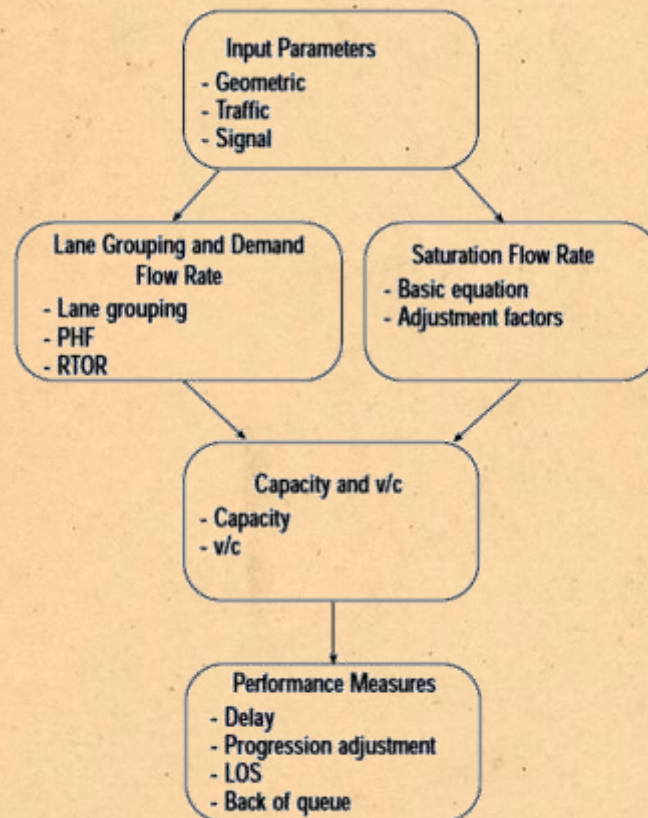 Input Parameters
- Geometric
- Traffic
- Signal
Lane Grouping and Demand
Flow Rate
- Lane grouping
- PHF
- RTOR
Saturation Flow Rate
- Basic equation
- Adjustment factors
Capacity and v/c
- Capacity
- v/c
Performance Measures
- Delay
- Progression adjustment
- LOS
- Back of queue